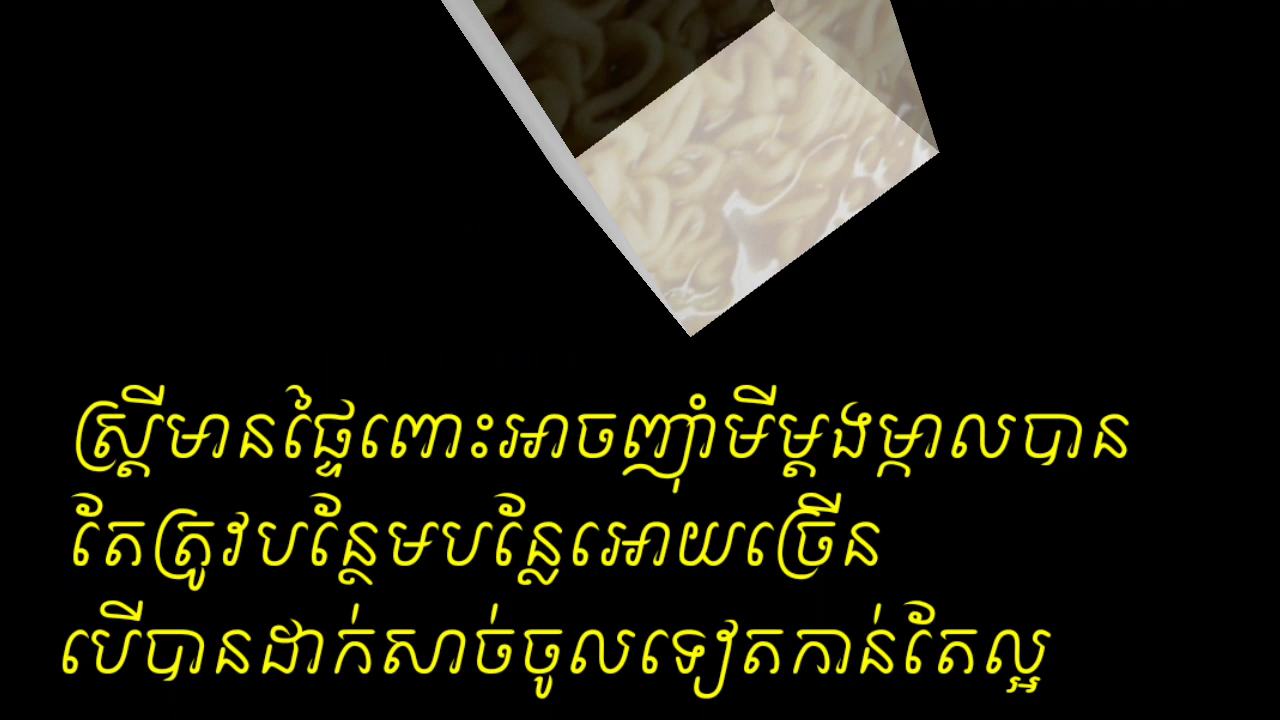 ស្ត្រីមានផ្ទៃពោះអាចញ៉ាំមីម្តងម្កាលបាន
តែត្រូវបន្ថែមបន្លែអោយច្រើន
បើបានដាក់សាច់ចូលទៀតកាន់តែល្អ